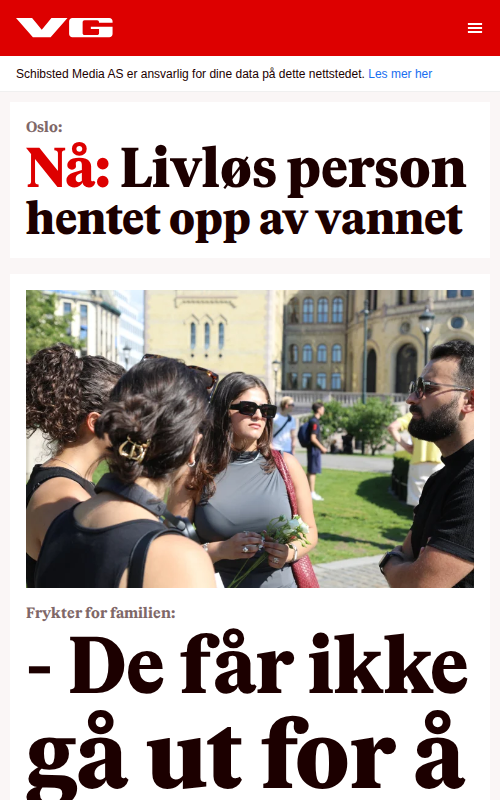 VG
Schibsted Media AS er ansvarlig for dine data på dette nettstedet. Les mer her
Oslo:
Nå: Livløs person
hentet opp av vannet
Frykter for familien:
- De får ikke
gå ut for å